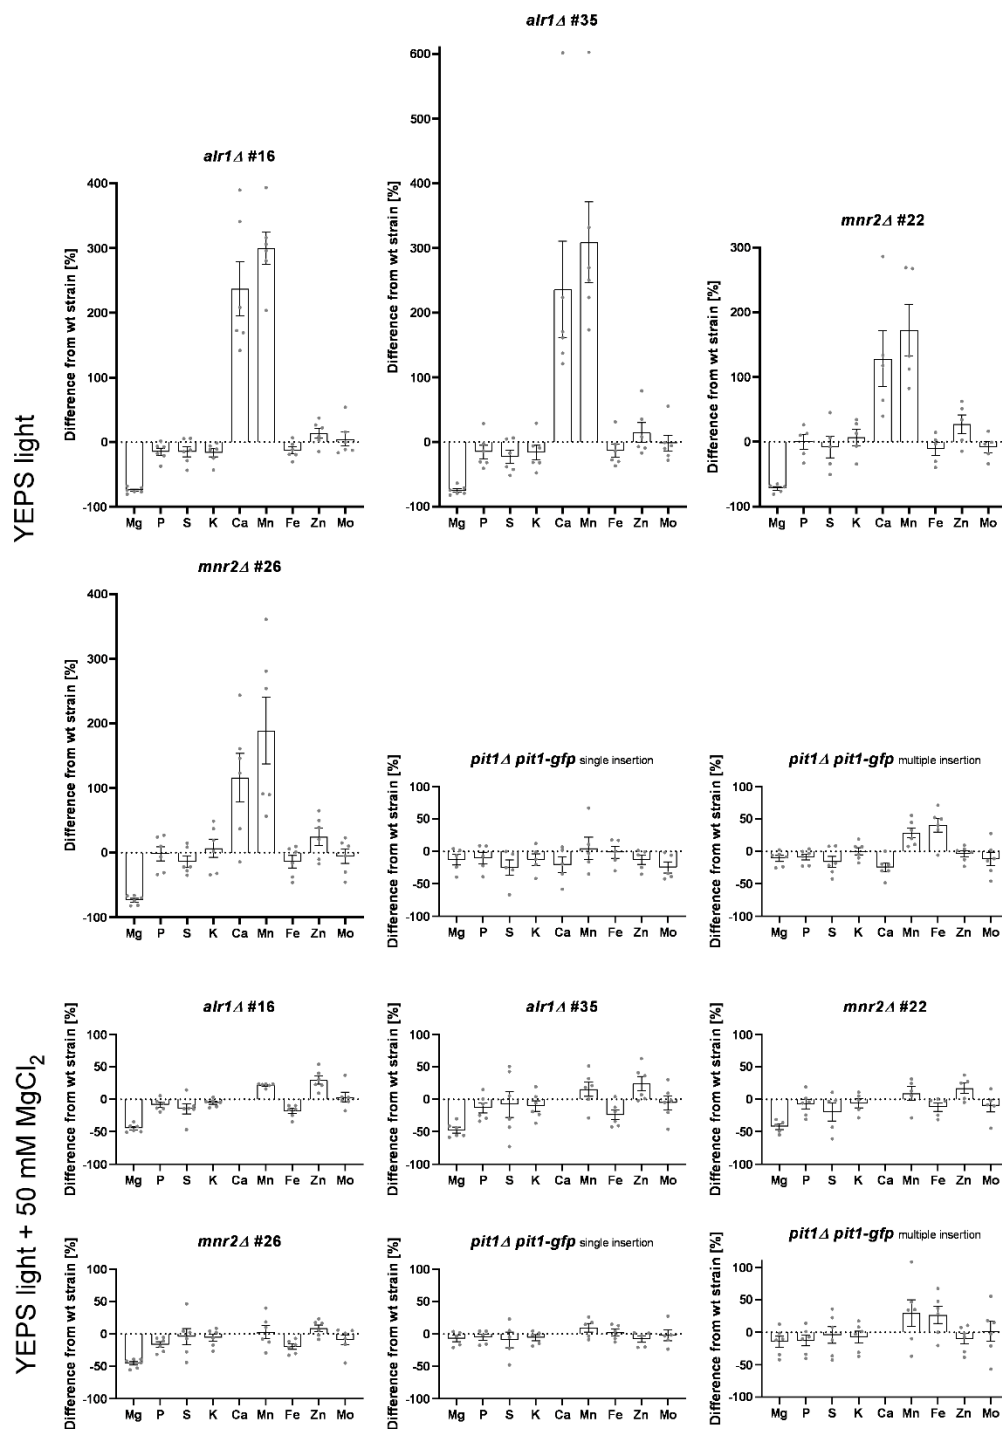 YEPS light
alr1Δ #16
Difference from wt strain [%]
400
300
200
100
0
-100
Mg P S K Ca Mn Fe Zn Mo
alr1Δ #35
Difference from wt strain [%]
600
500
400
300
200
100
0
-100
Mg P S K Ca Mn Fe Zn Mo
mnr2Δ #22
Difference from wt strain [%]
300
200
100
0
-100
Mg P S K Ca Mn Fe Zn Mo
mnr2Δ #26
Difference from wt strain [%]
400
300
200
100
0
-100
Mg P S K Ca Mn Fe Zn Mo
pit1Δ pit1-gfp single insertion
Difference from wt strain [%]
100
50
0
-50
-100
Mg P S K Ca Mn Fe Zn Mo
pit1Δ pit1-gfp multiple insertion
Difference from wt strain [%]
100
50
0
-50
-100
Mg P S K Ca Mn Fe Zn Mo
YEPS light + 50 mM MgCl₂
alr1Δ #16
Difference from wt strain [%]
100
50
0
-50
-100
Mg P S K Ca Mn Fe Zn Mo
alr1Δ #35
Difference from wt strain [%]
100
50
0
-50
-100
Mg P S K Ca Mn Fe Zn Mo
mnr2Δ #22
Difference from wt strain [%]
100
50
0
-50
-100
Mg P S K Ca Mn Fe Zn Mo
mnr2Δ #26
Difference from wt strain [%]
100
50
0
-50
-100
Mg P S K Ca Mn Fe Zn Mo
pit1Δ pit1-gfp single insertion
Difference from wt strain [%]
100
50
0
-50
-100
Mg P S K Ca Mn Fe Zn Mo
pit1Δ pit1-gfp multiple insertion
Difference from wt strain [%]
100
50
0
-50
-100
Mg P S K Ca Mn Fe Zn Mo